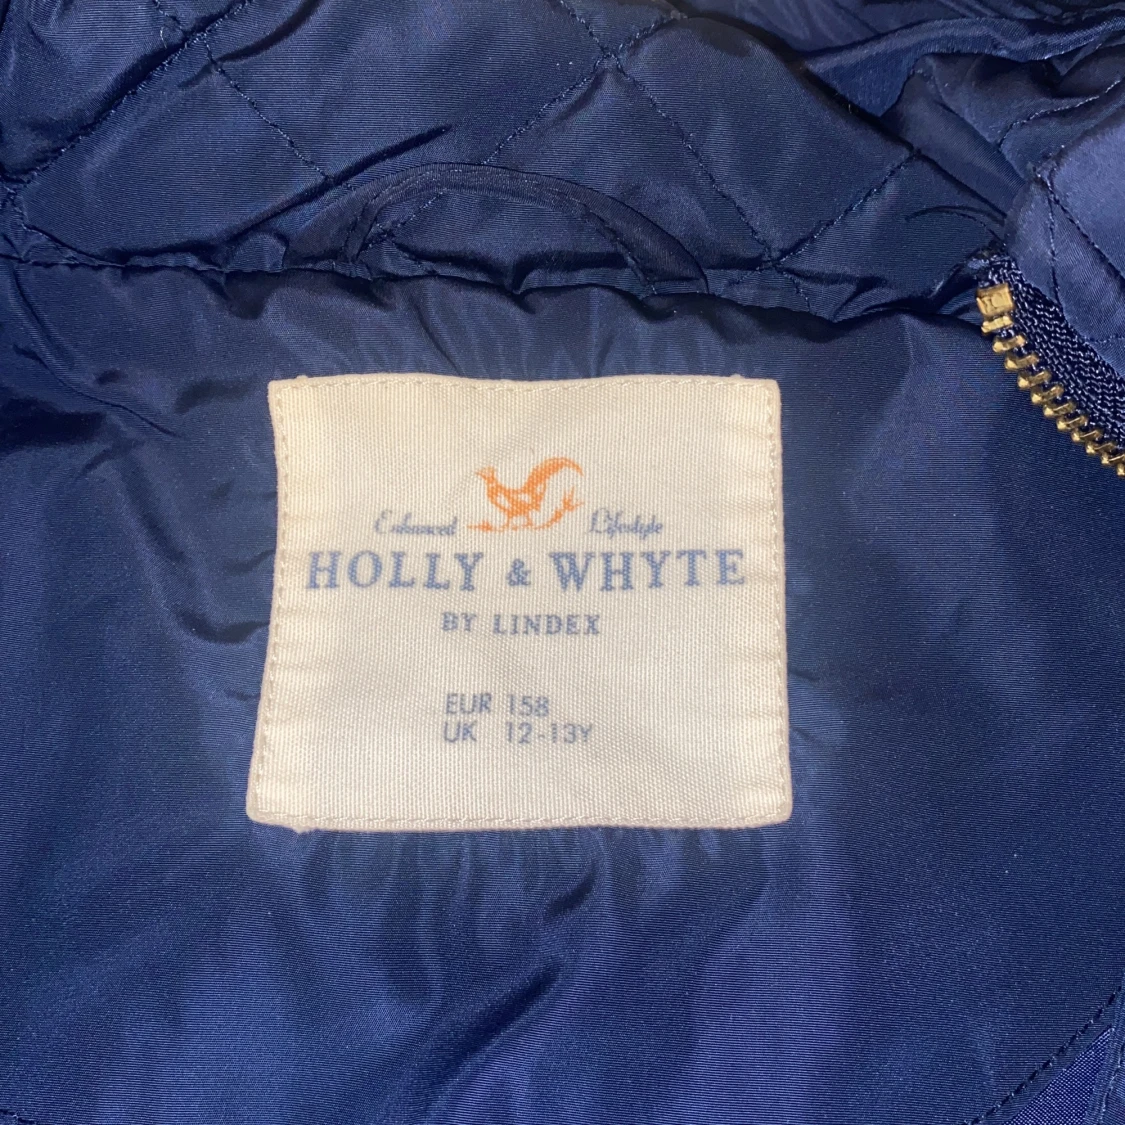 Enhanced Lifestyle
HOLLY & WHYTE
BY LINDEX
EUR 158
UK 12-13Y